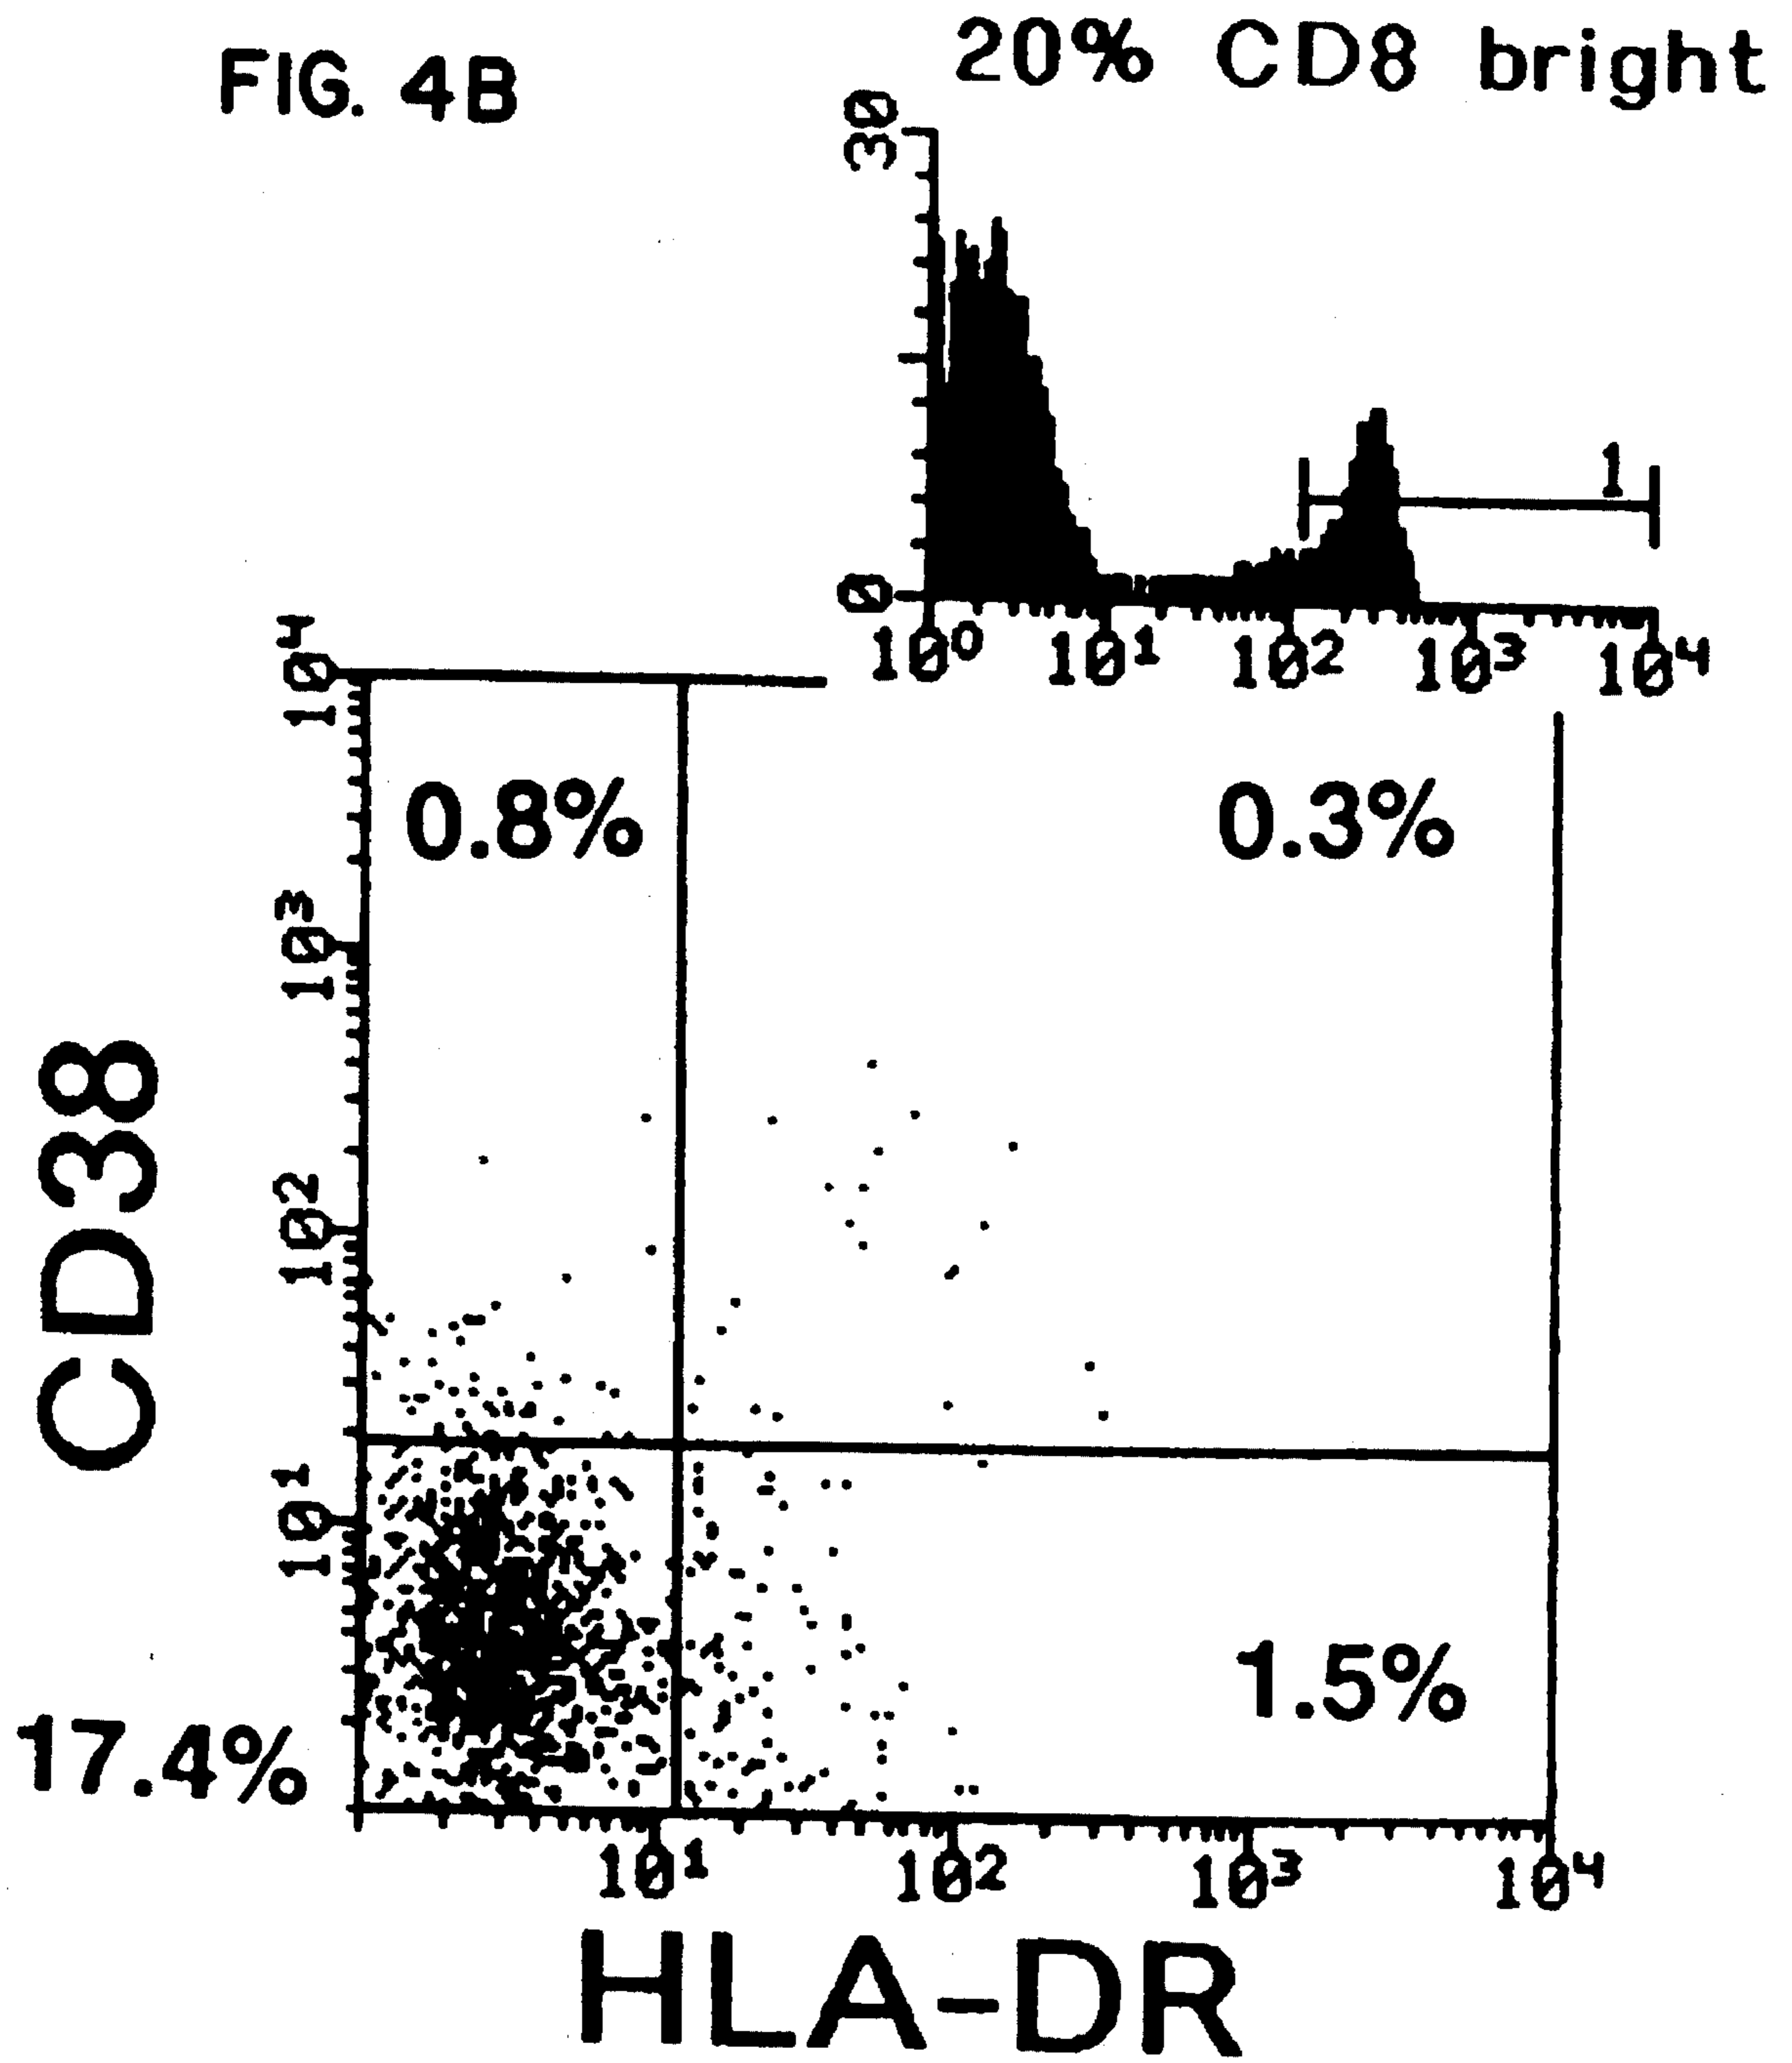 FIG. 4B
20% CD8 bright
30
0
1
10⁰ 10¹ 10² 10³ 10⁴
10⁴
10³
10²
10¹
CD38
0.8% 0.3%
17.4% 1.5%
10¹ 10² 10³ 10⁴
HLA-DR